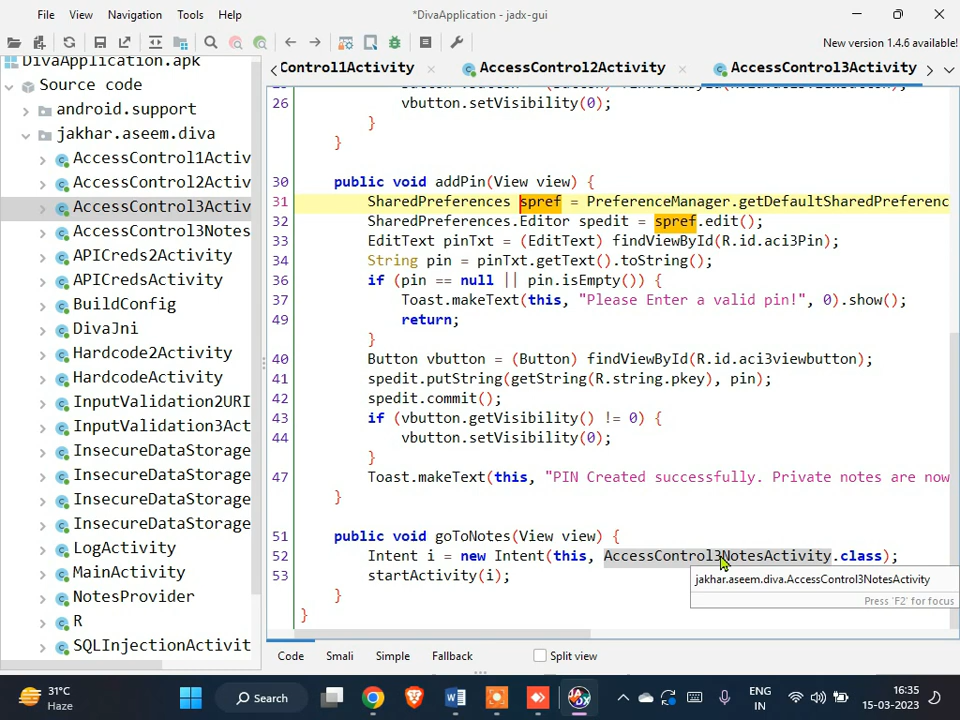 *DivaApplication - jadx-gui
File View Navigation Tools Help
New version 1.4.6 available!
DivaApplication.apk
Source code
android.support
jakhar.aseem.diva
AccessControl1Activ
AccessControl2Activ
AccessControl3Activ
AccessControl3Notes
APICreds2Activity
APICredsActivity
BuildConfig
DivaJni
Hardcode2Activity
HardcodeActivity
InputValidation2URI
InputValidation3Act
InsecureDataStorage
InsecureDataStorage
InsecureDataStorage
InsecureDataStorage
LogActivity
MainActivity
NotesProvider
R
SQLInjectionActivit
Control1Activity AccessControl2Activity AccessControl3Activity
26 vbutton.setVisibility(0);
}
}
30 public void addPin(View view) {
31 SharedPreferences spref = PreferenceManager.getDefaultSharedPreferenc
32 SharedPreferences.Editor spedit = spref.edit();
33 EditText pinTxt = (EditText) findViewById(R.id.aci3Pin);
34 String pin = pinTxt.getText().toString();
36 if (pin == null || pin.isEmpty()) {
37 Toast.makeText(this, "Please Enter a valid pin!", 0).show();
49 return;
}
40 Button vbutton = (Button) findViewById(R.id.aci3viewbutton);
41 spedit.putString(getString(R.string.pkey), pin);
42 spedit.commit();
43 if (vbutton.getVisibility() != 0) {
44 vbutton.setVisibility(0);
}
47 Toast.makeText(this, "PIN Created successfully. Private notes are now
}
51 public void goToNotes(View view) {
52 Intent i = new Intent(this, AccessControl3NotesActivity.class);
53 startActivity(i);
}
}
jakhar.aseem.diva.AccessControl3NotesActivity
Press 'F2' for focus
Code Smali Simple Fallback Split view
31°C
Haze
Search
ENG
IN
16:35
15-03-2023